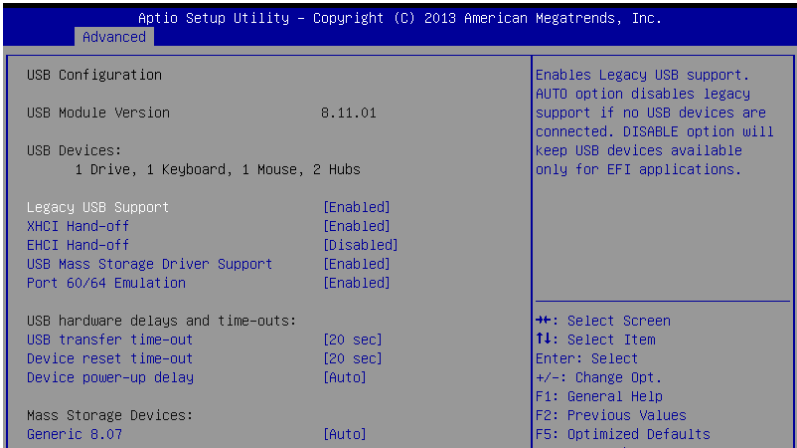 Aptio Setup Utility – Copyright (C) 2013 American Megatrends, Inc.
Advanced
USB Configuration
USB Module Version 8.11.01
USB Devices:
1 Drive, 1 Keyboard, 1 Mouse, 2 Hubs
Legacy USB Support [Enabled]
XHCI Hand-off [Enabled]
EHCI Hand-off [Disabled]
USB Mass Storage Driver Support [Enabled]
Port 60/64 Emulation [Enabled]
USB hardware delays and time-outs:
USB transfer time-out [20 sec]
Device reset time-out [20 sec]
Device power-up delay [Auto]
Mass Storage Devices:
Generic 8.07 [Auto]
Enables Legacy USB support.
AUTO option disables legacy
support if no USB devices are
connected. DISABLE option will
keep USB devices available
only for EFI applications.
→←: Select Screen
↑↓: Select Item
Enter: Select
+/-: Change Opt.
F1: General Help
F2: Previous Values
F5: Optimized Defaults